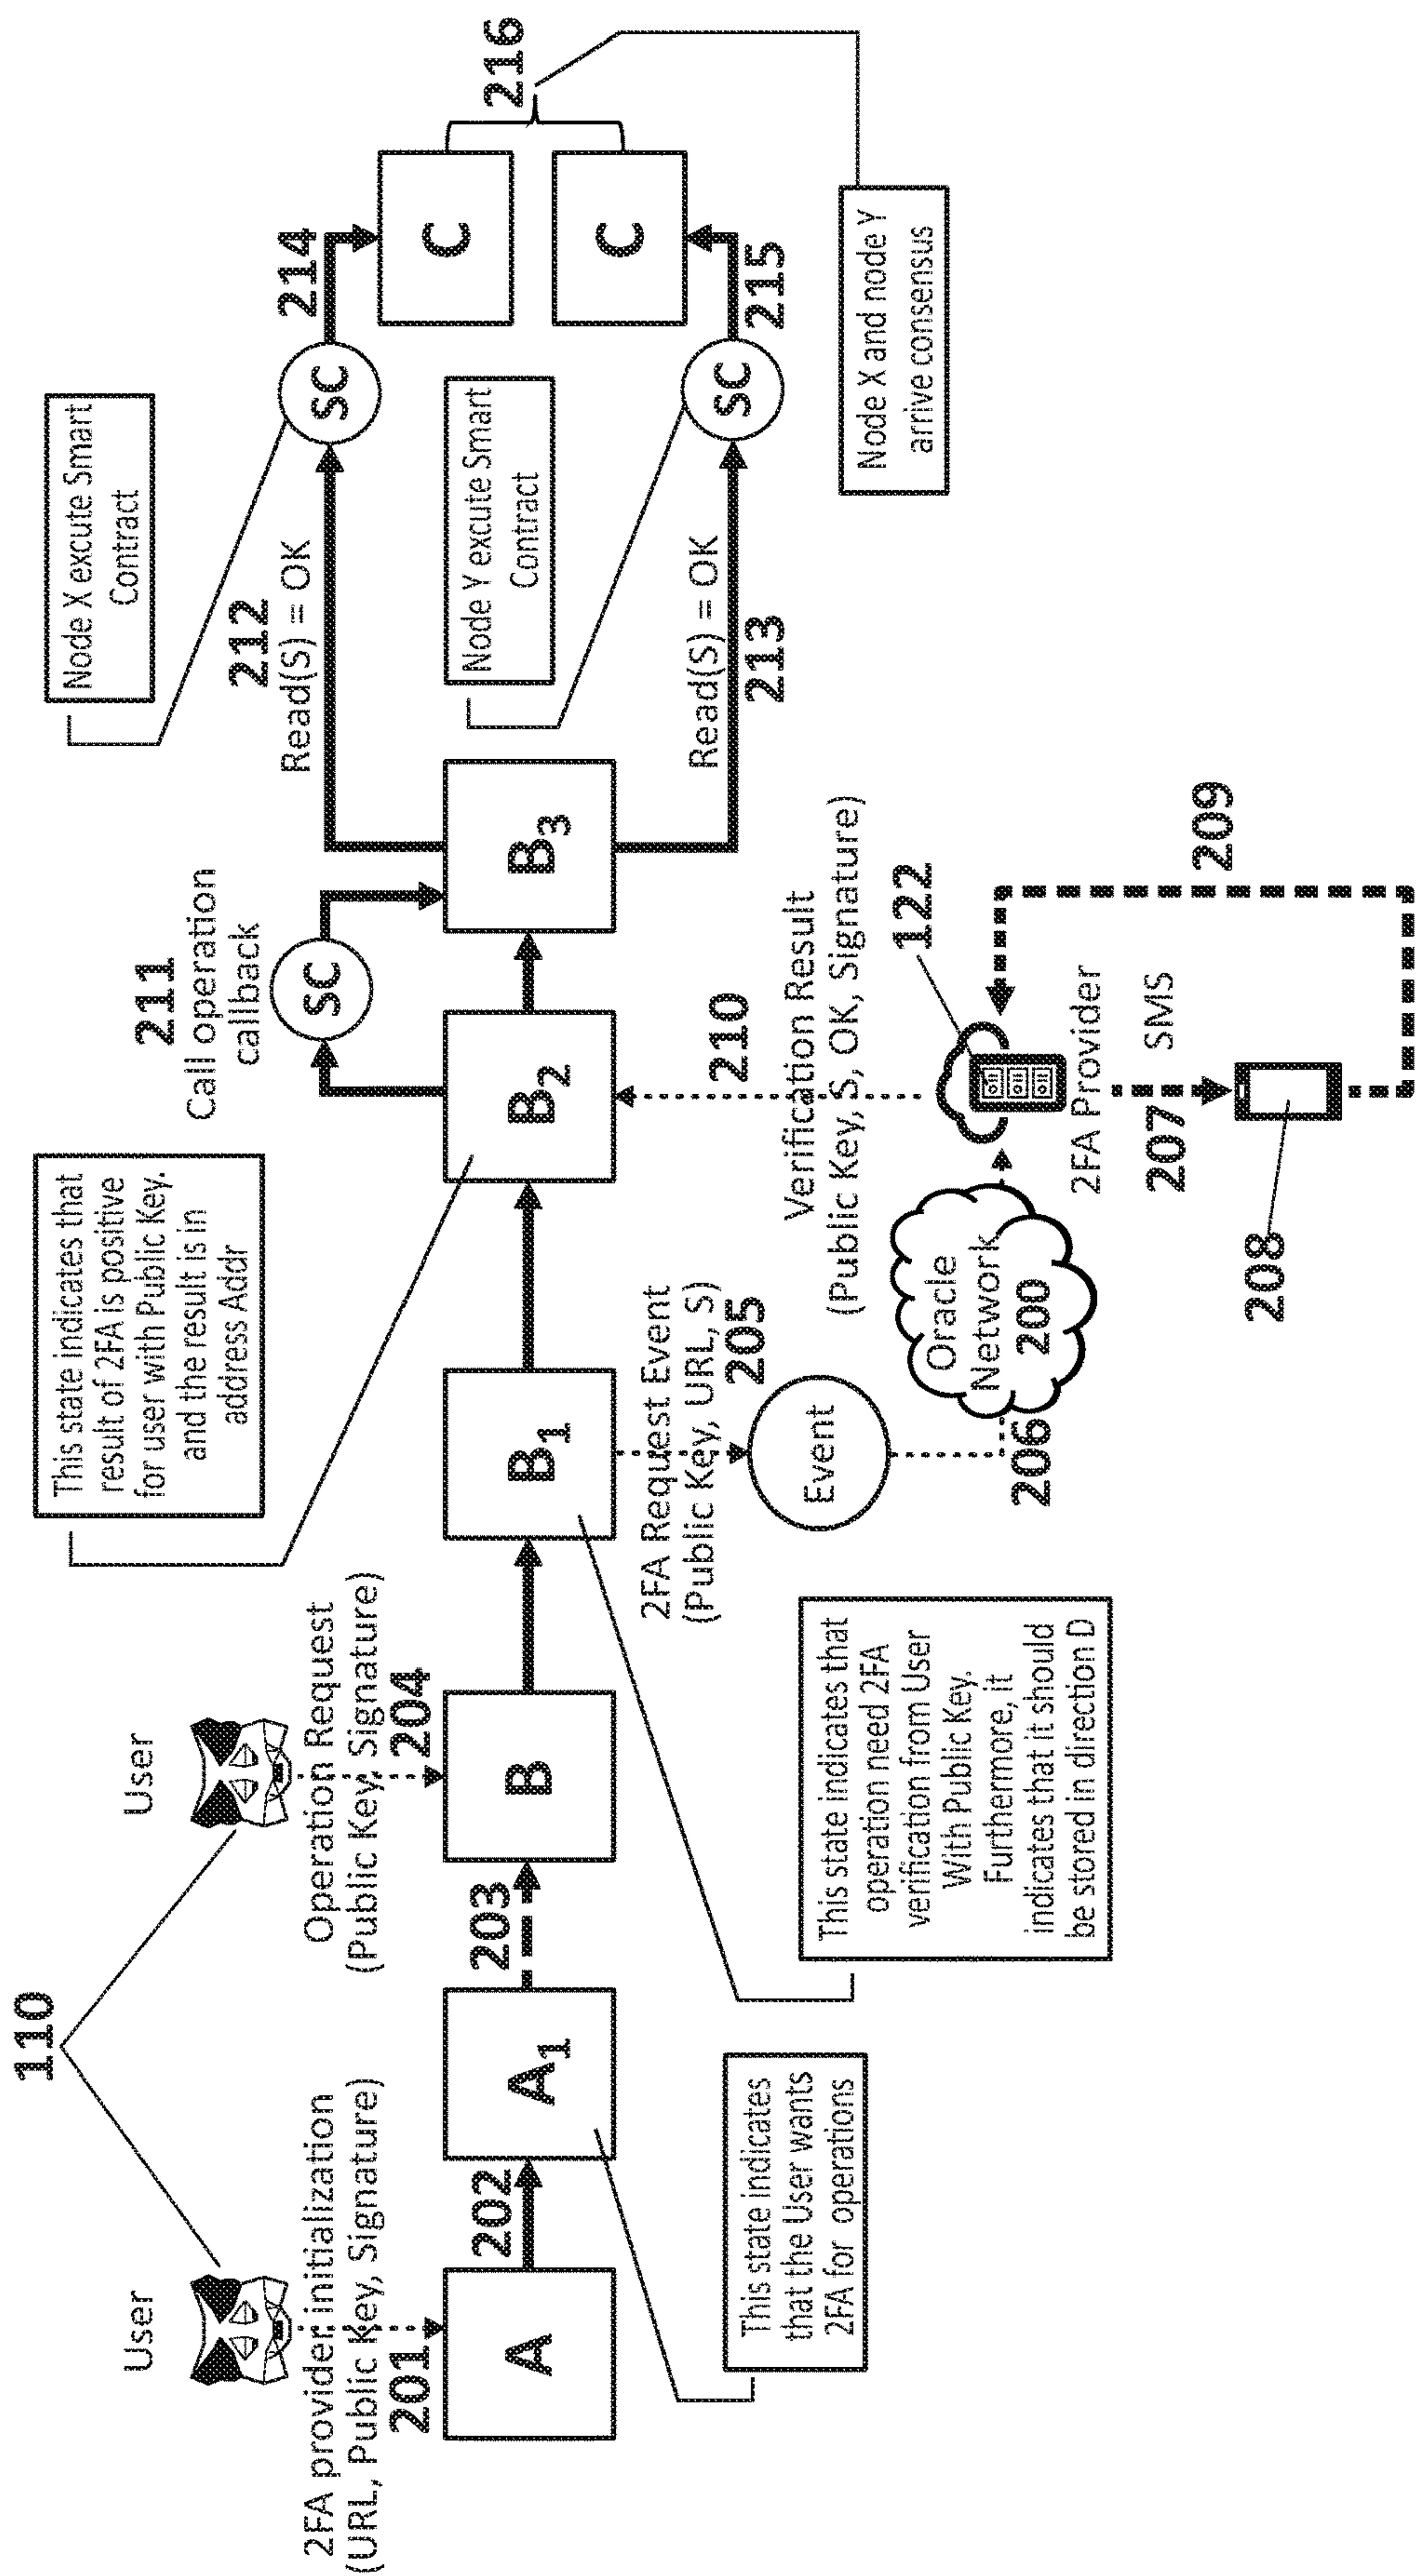 110
User
2FA provider initialization
(URL, Public Key, Signature)
201
A
202
A1
This state indicates
that the User wants
2FA for operations
203
User
Operation Request
(Public Key, Signature)
204
B
B1
This state indicates that
operation need 2FA
verification from User
With Public Key.
Furthermore, it
indicates that it should
be stored in direction D
2FA Request Event
(Public Key, URL, S)
205
Event
206
Oracle
Network
200
This state indicates that
result of 2FA is positive
for user with Public Key.
and the result is in
address Addr
B2
210
Verification Result
(Public Key, S, OK, Signature)
122
2FA Provider
207
SMS
208
209
211
Call operation
callback
SC
B3
212
Read(S) = OK
Node X excute Smart
Contract
SC
214
C
Read(S) = OK
213
Node Y excute Smart
Contract
SC
215
C
216
Node X and node Y
arrive consensus